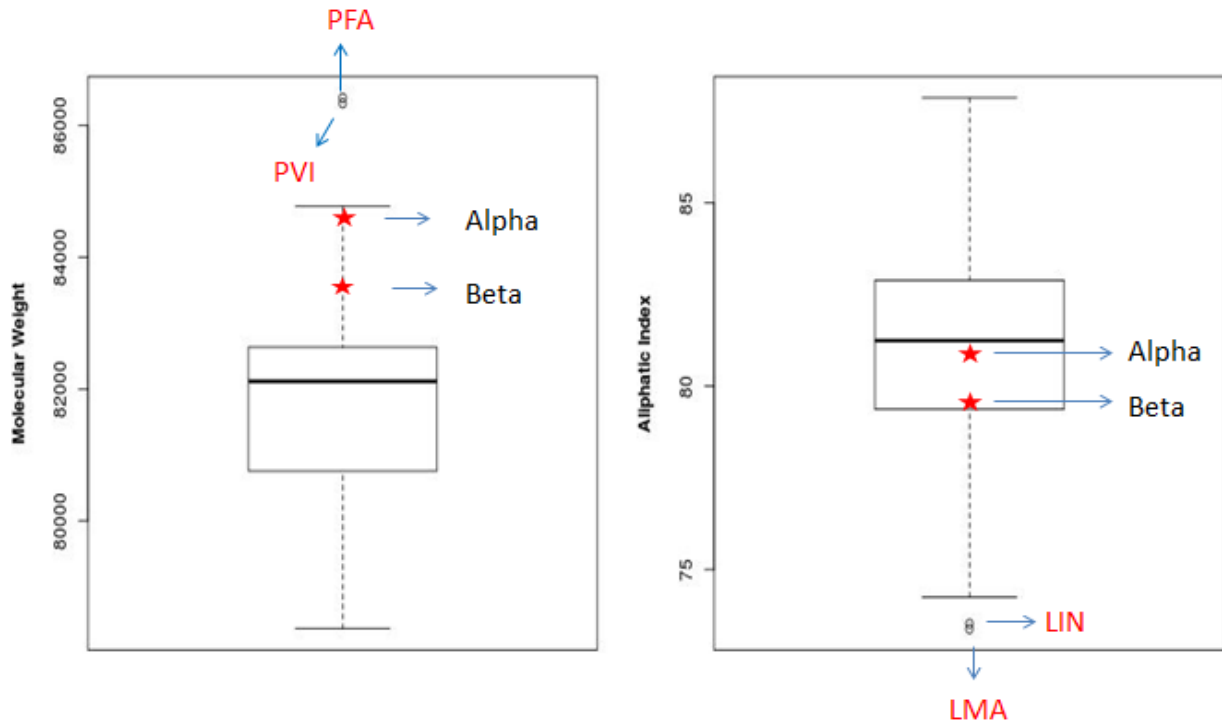 PFA
PVI
Alpha
Beta
Molecular Weight
86000
84000
82000
80000
Aliphatic Index
85
80
75
Alpha
Beta
LIN
LMA